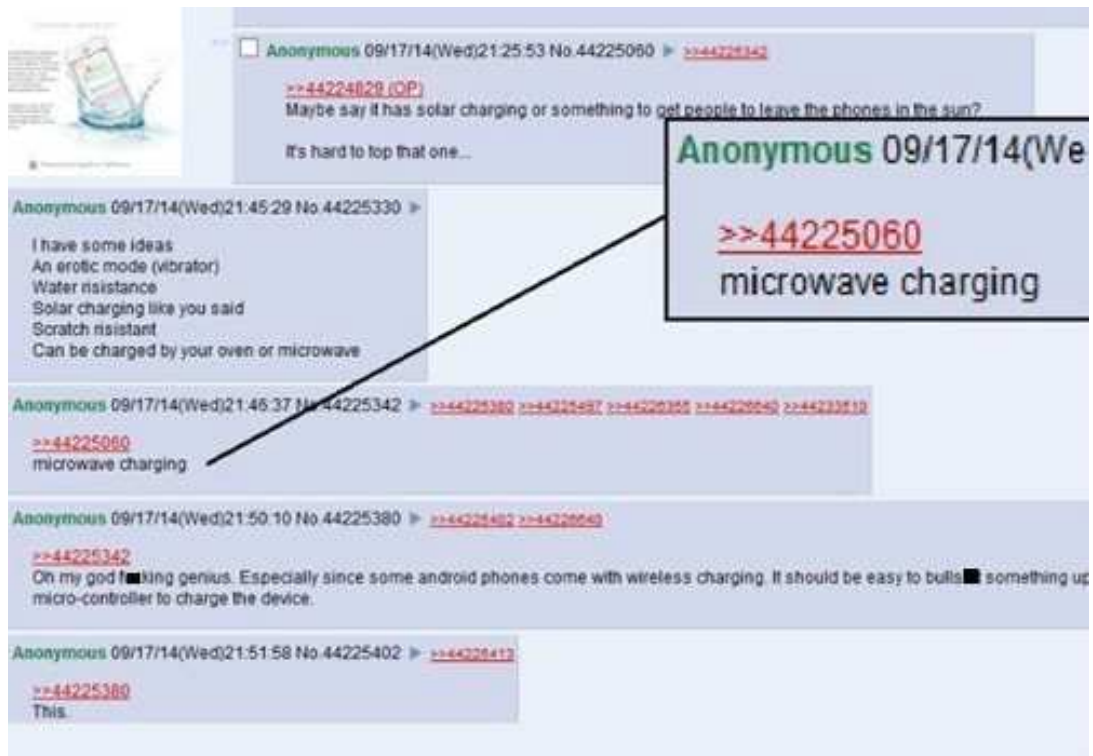 Anonymous 09/17/14(Wed)21:25:53 No.44225060 ▶ >>44225342
>>44224829 (OP)
Maybe say it has solar charging or something to get people to leave the phones in the sun?
It's hard to top that one...
Anonymous 09/17/14(We
>>44225060
microwave charging
Anonymous 09/17/14(Wed)21:45:29 No.44225330 ▶
I have some ideas
An erotic mode (vibrator)
Water risistance
Solar charging like you said
Scratch risistant
Can be charged by your oven or microwave
Anonymous 09/17/14(Wed)21:46:37 No.44225342 ▶ >>44225380
>>44225060
microwave charging
Anonymous 09/17/14(Wed)21:50:10 No.44225380 ▶ >>44225402
>>44225342
Oh my god f king genius. Especially since some android phones come with wireless charging. It should be easy to bulls something up
micro-controller to charge the device.
Anonymous 09/17/14(Wed)21:51:58 No.44225402 ▶ >>44225413
>>44225380
This.